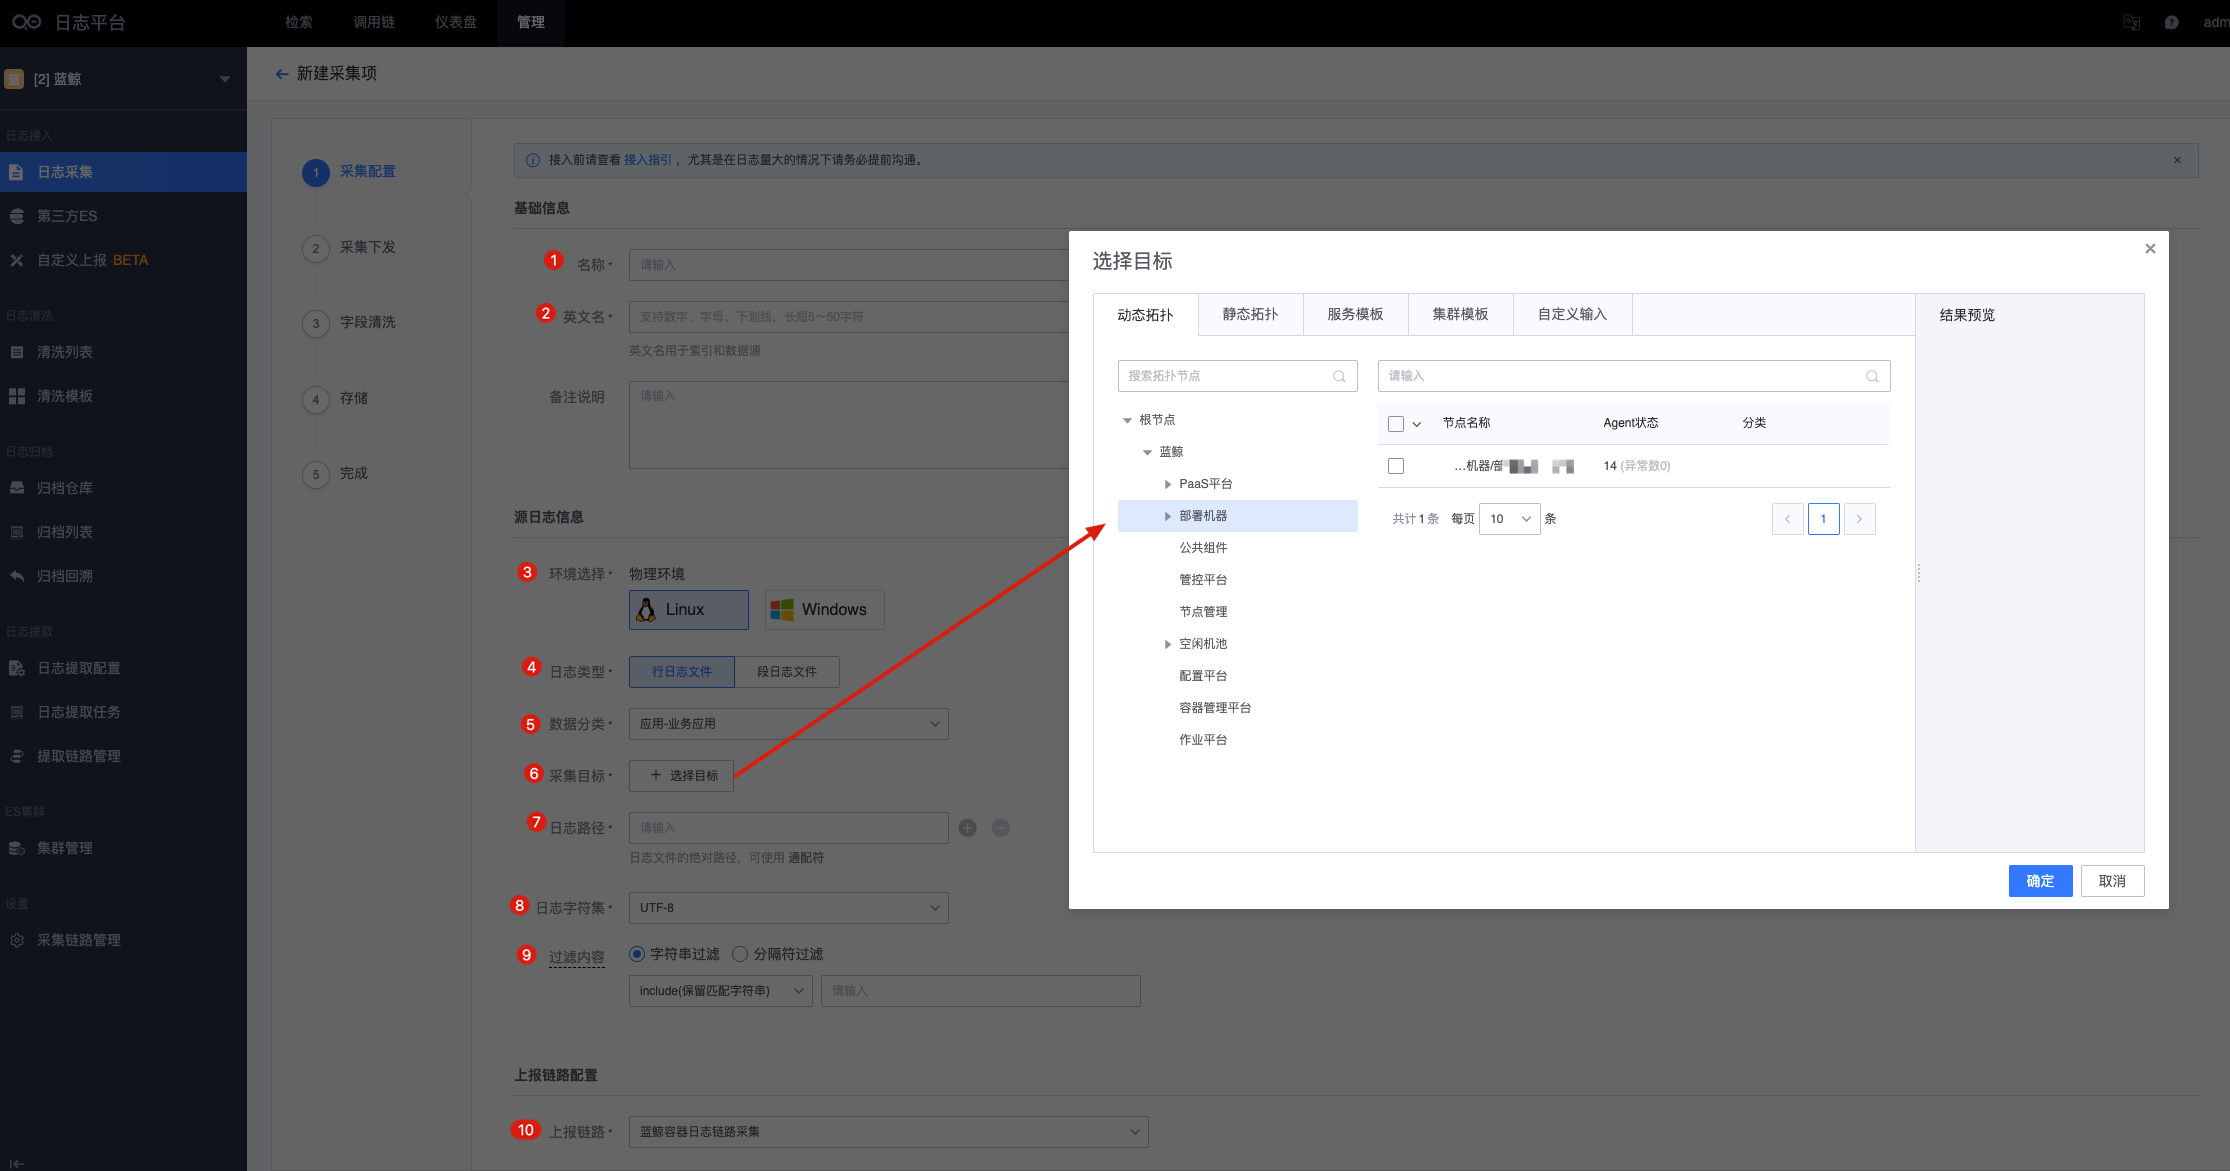 日志平台
检索
调用链
仪表盘
管理
adm
蓝
[2] 蓝鲸
日志接入
日志采集
第三方ES
自定义上报 BETA
日志清洗
清洗列表
清洗模板
日志归档
归档仓库
归档列表
归档回溯
日志提取
日志提取配置
日志提取任务
提取链路管理
ES集群
集群管理
设置
采集链路管理
新建采集项
1 采集配置
2 采集下发
3 字段清洗
4 存储
5 完成
接入前请查看 接入指引 ，尤其是在日志量大的情况下请务必提前沟通。
基础信息
1 名称* 请输入
2 英文名* 支持数字、字母、下划线，长短5～50字符
英文名用于索引和数据源
备注说明 请输入
源日志信息
3 环境选择* 物理环境
Linux Windows
4 日志类型* 行日志文件 段日志文件
5 数据分类* 应用-业务应用
6 采集目标* + 选择目标
7 日志路径* 请输入
日志文件的绝对路径，可使用 通配符
8 日志字符集* UTF-8
9 过滤内容 字符串过滤 分隔符过滤
include(保留匹配字符串) 请输入
上报链路配置
10 上报链路* 蓝鲸容器日志链路采集
选择目标
动态拓扑 静态拓扑 服务模板 集群模板 自定义输入
结果预览
搜索拓扑节点
根节点
蓝鲸
PaaS平台
部署机器
公共组件
管控平台
节点管理
空闲机池
配置平台
容器管理平台
作业平台
请输入
节点名称 Agent状态 分类
...机器/部 14 (异常数0)
共计 1 条 每页 10 条 1
确定 取消